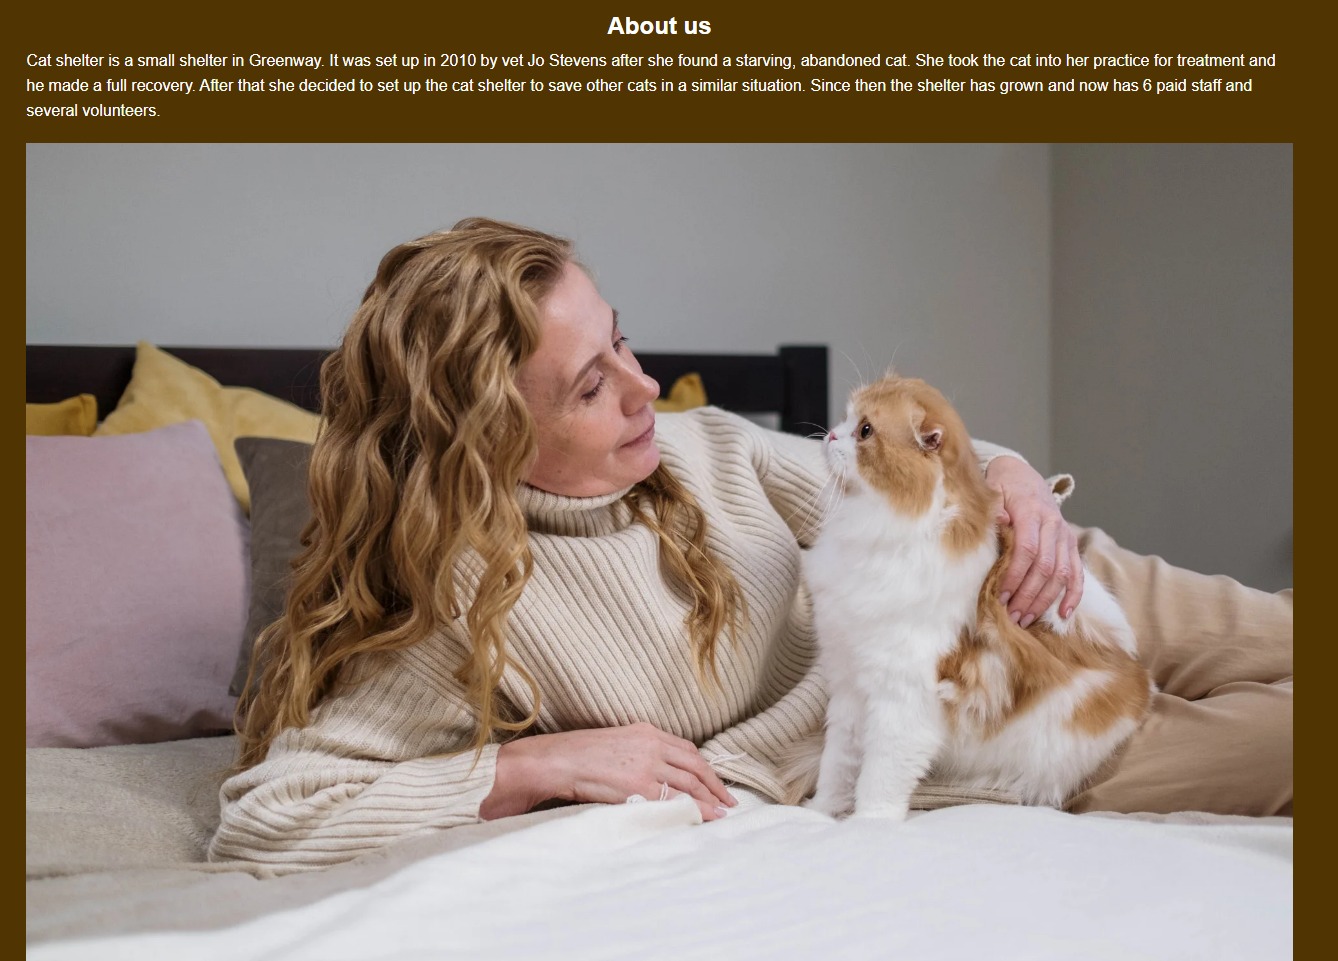 About us
Cat shelter is a small shelter in Greenway. It was set up in 2010 by vet Jo Stevens after she found a starving, abandoned cat. She took the cat into her practice for treatment and
he made a full recovery. After that she decided to set up the cat shelter to save other cats in a similar situation. Since then the shelter has grown and now has 6 paid staff and
several volunteers.